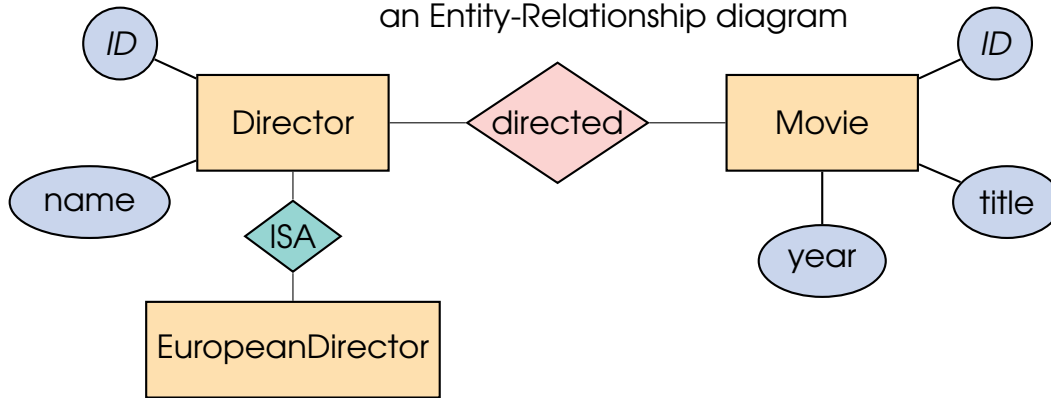 an Entity-Relationship diagram
ID
ID
Director
directed
Movie
name
title
ISA
year
EuropeanDirector